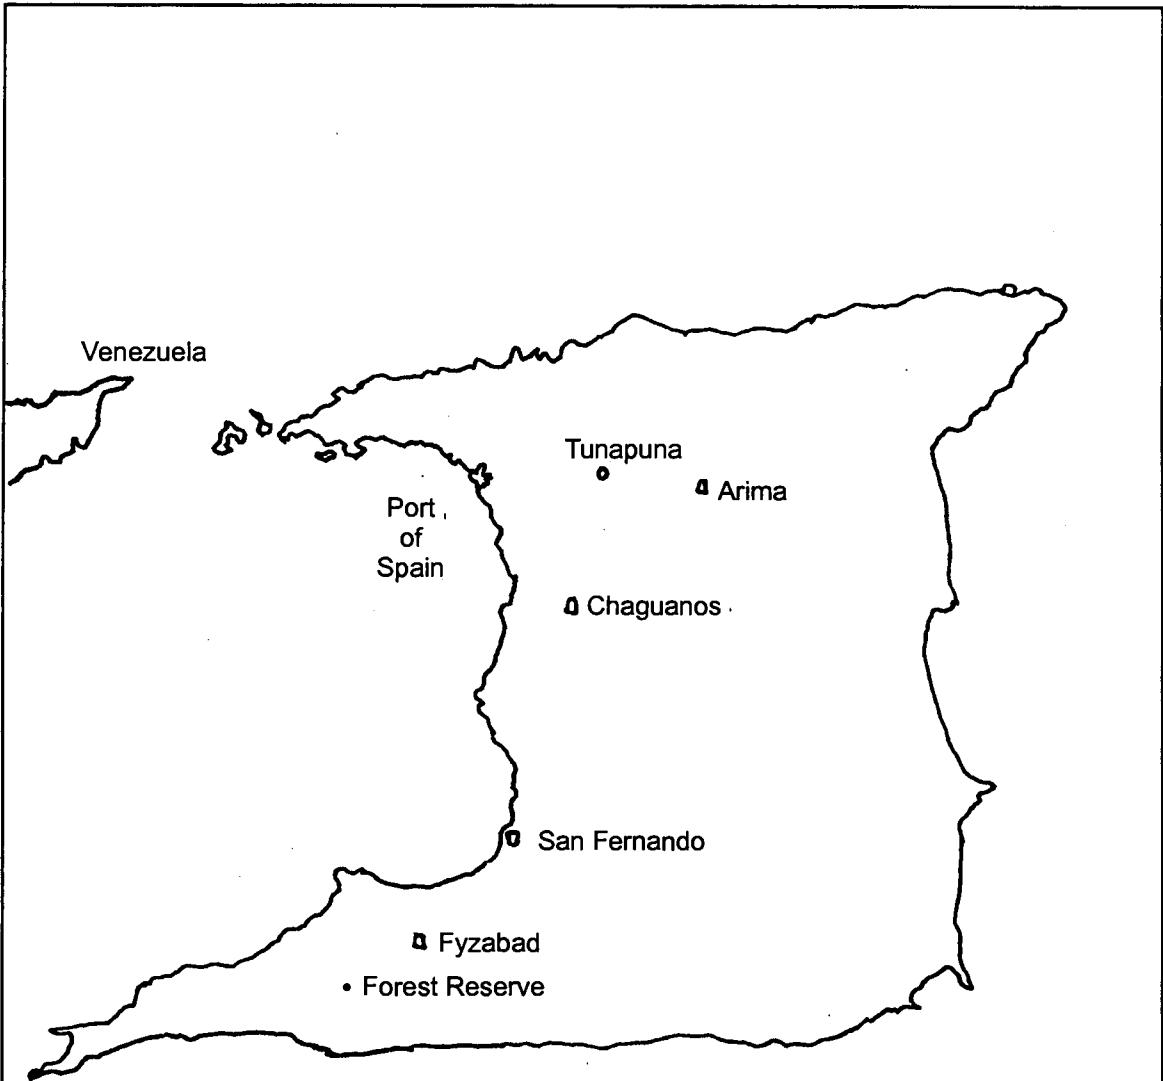 Venezuela
Tunapuna
Arima
Port
of
Spain
Chaguanos
San Fernando
Fyzabad
Forest Reserve